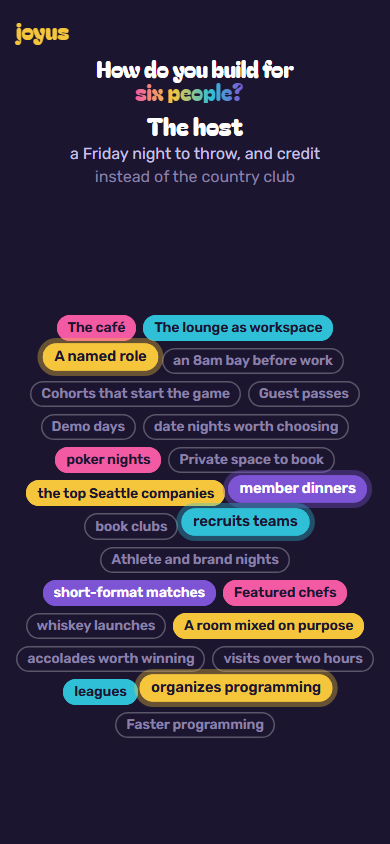 joyus
How do you build for
six people?
The host
a Friday night to throw, and credit
instead of the country club
The café
The lounge as workspace
A named role
an 8am bay before work
Cohorts that start the game
Guest passes
Demo days
date nights worth choosing
poker nights
Private space to book
the top Seattle companies
member dinners
book clubs
recruits teams
Athlete and brand nights
short-format matches
Featured chefs
whiskey launches
A room mixed on purpose
accolades worth winning
visits over two hours
leagues
organizes programming
Faster programming